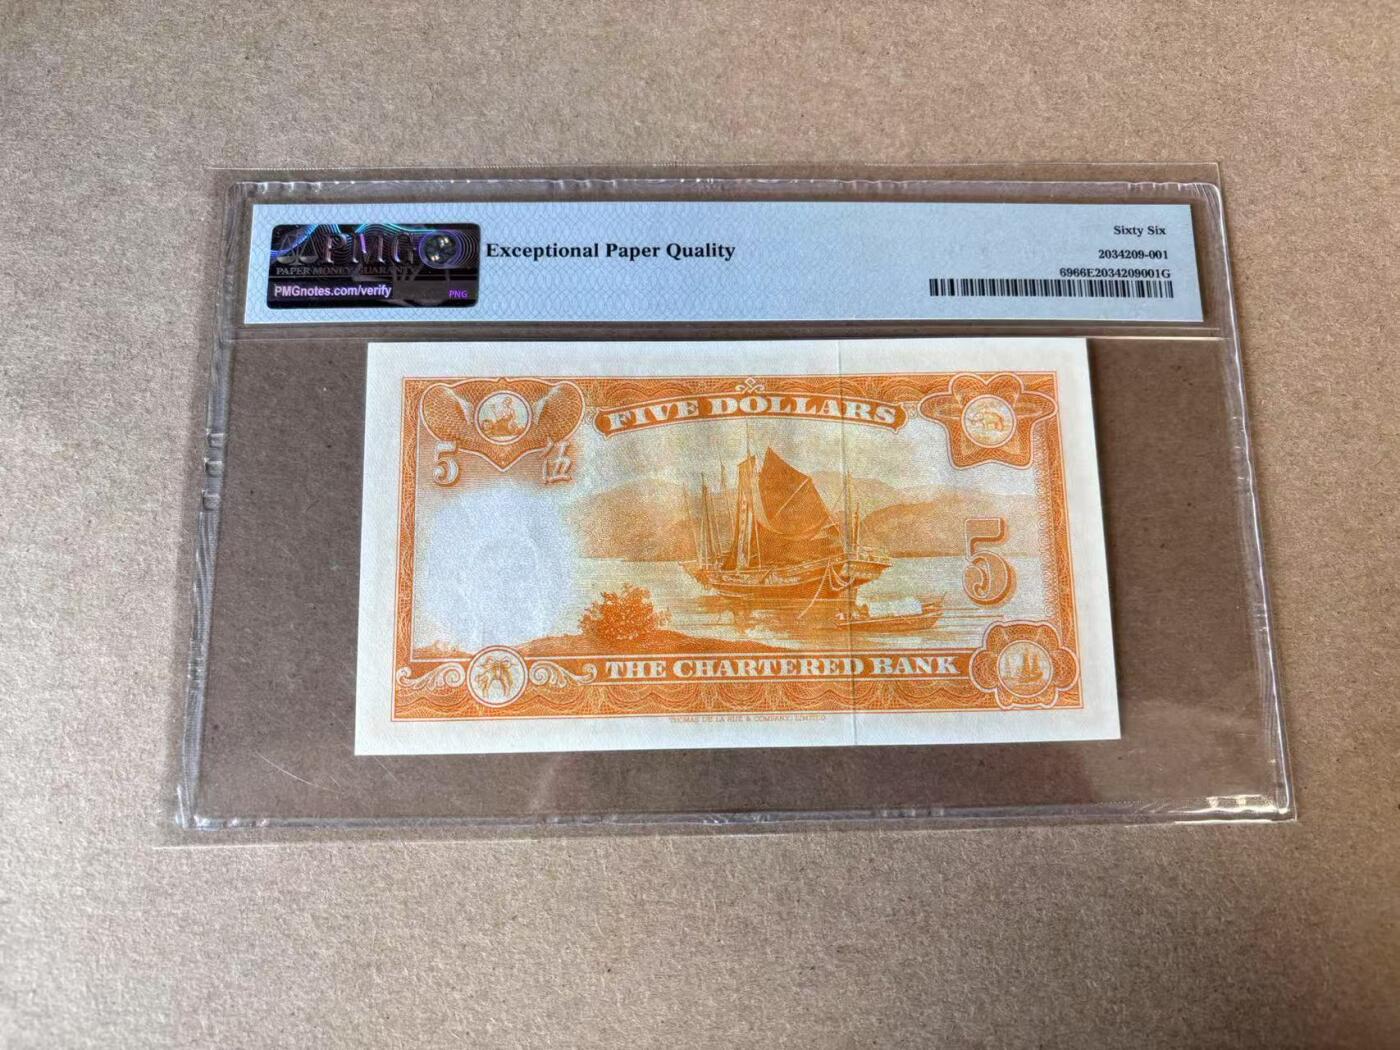 PMG
PAPER MONEY GUARANTY
PMGnotes.com/verify
PNG
Exceptional Paper Quality
Sixty Six
2034209-001
6966E2034209001G
FIVE DOLLARS
5
伍
5
THE CHARTERED BANK
THOMAS DE LA RUE & COMPANY, LIMITED